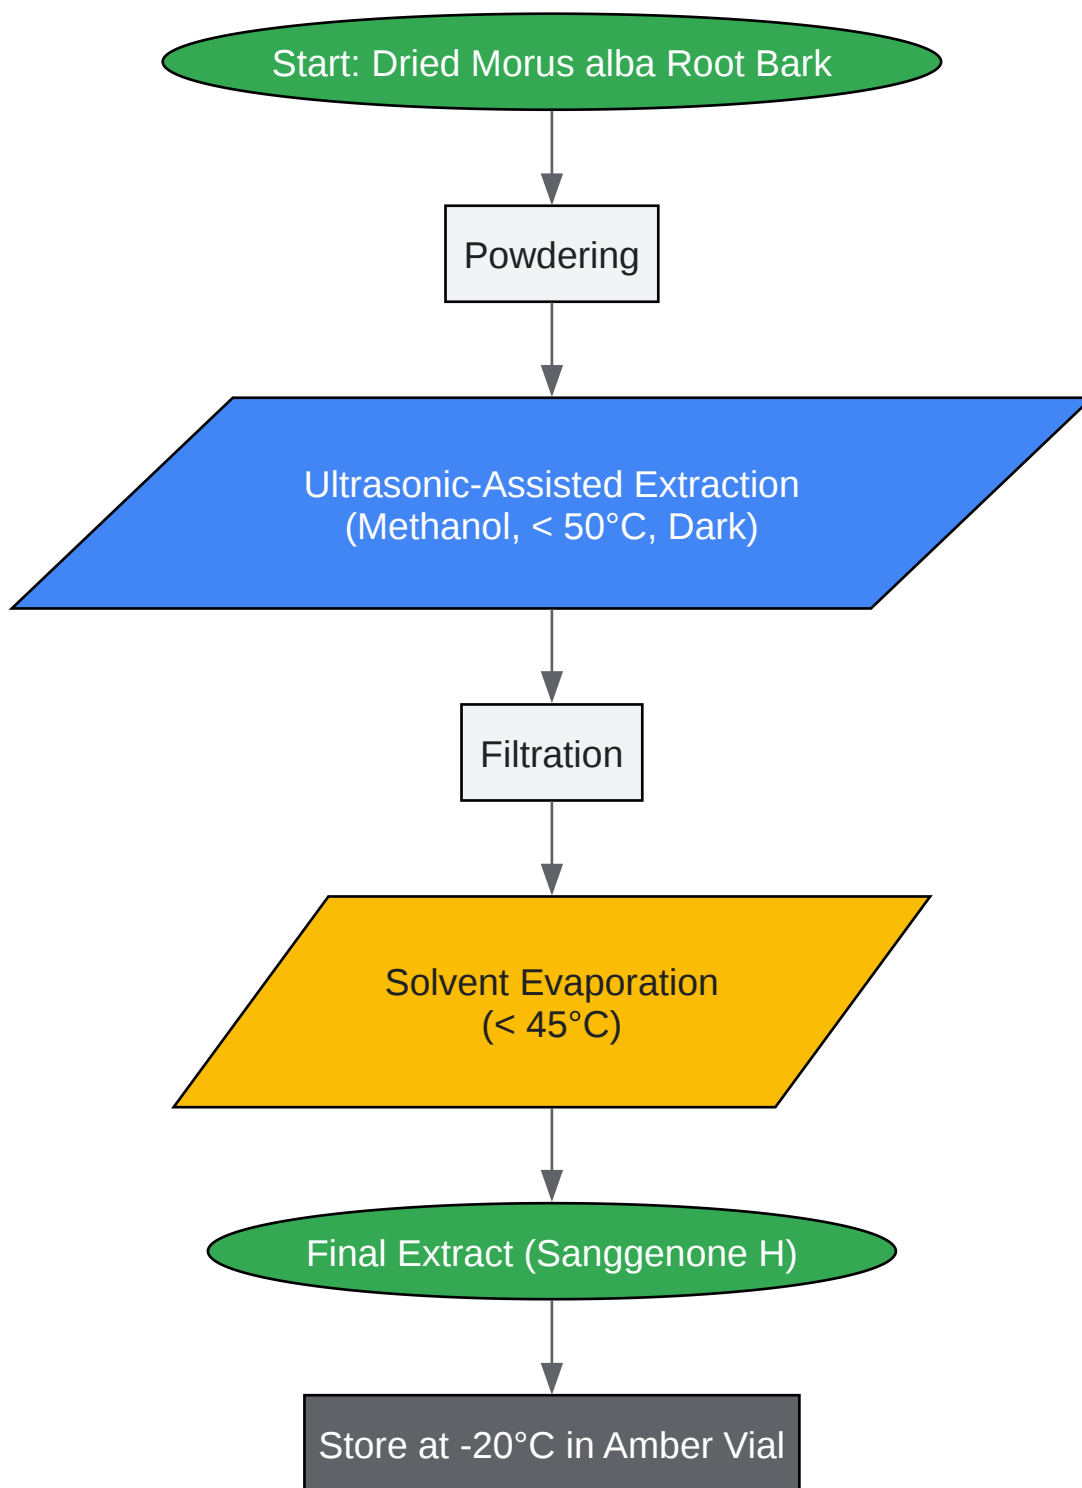 Start: Dried Morus alba Root Bark
Powdering
Ultrasonic-Assisted Extraction
(Methanol, < 50°C, Dark)
Filtration
Solvent Evaporation
(< 45°C)
Final Extract (Sanggenone H)
Store at -20°C in Amber Vial